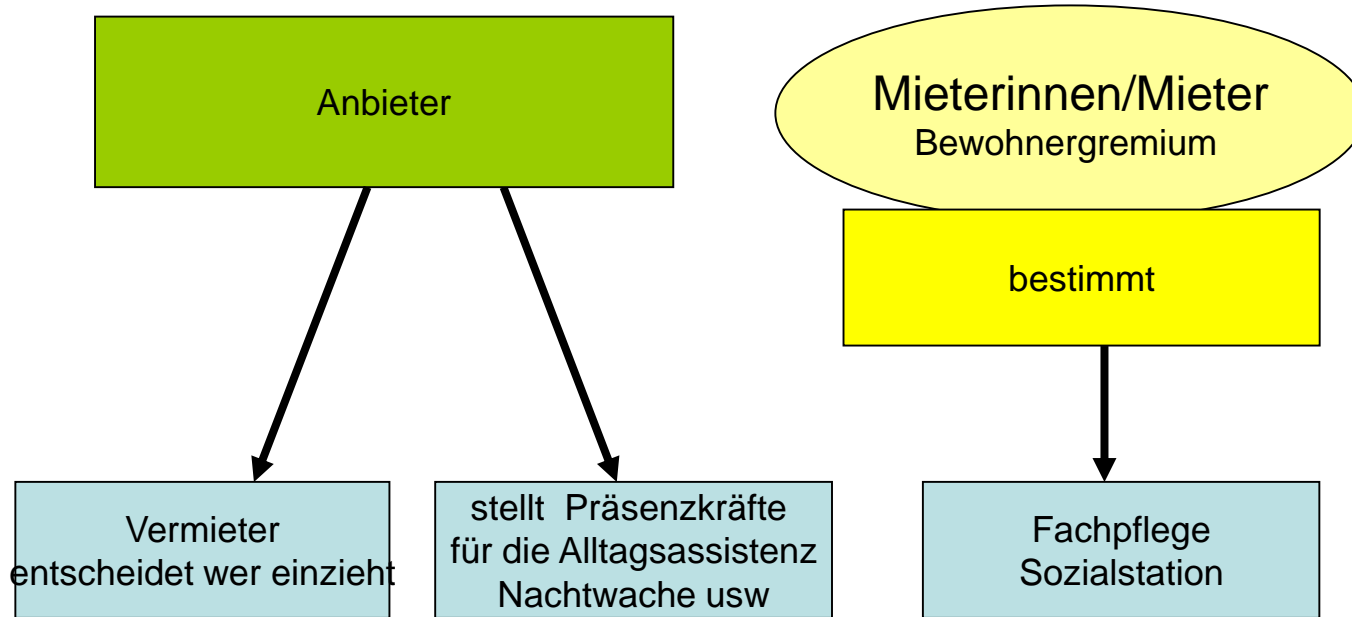 Anbieter
Mieterinnen/Mieter
Bewohnergremium
bestimmt
Vermieter
entscheidet wer einzieht
stellt Präsenzkräfte
für die Alltagsassistenz
Nachtwache usw
Fachpflege
Sozialstation